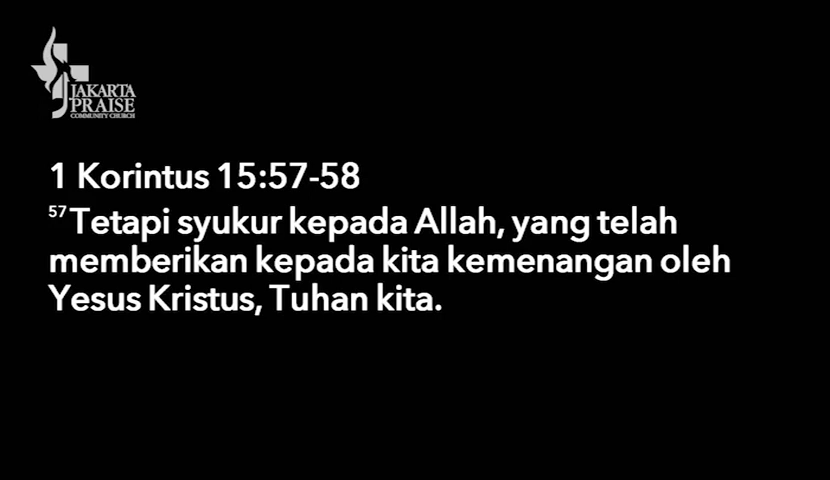 JAKARTA
PRAISE
COMMUNITY CHURCH
1 Korintus 15:57-58
57 Tetapi syukur kepada Allah, yang telah
memberikan kepada kita kemenangan oleh
Yesus Kristus, Tuhan kita.